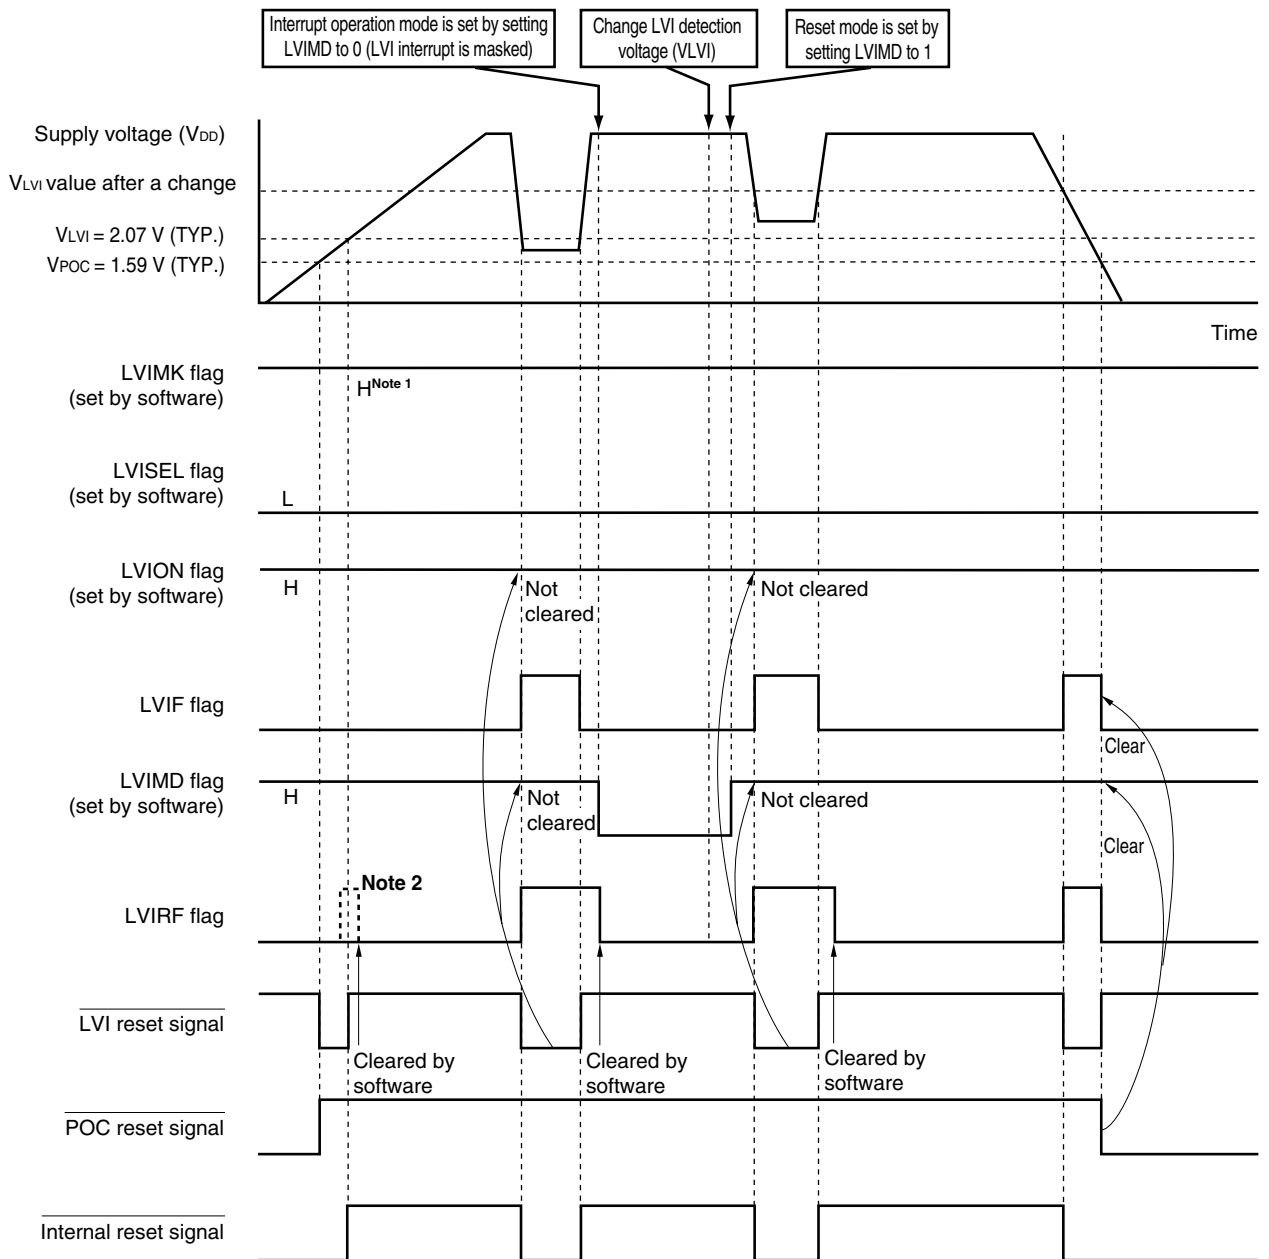 Interrupt operation mode is set by setting
LVIMD to 0 (LVI interrupt is masked)
Change LVI detection
voltage (VLVI)
Reset mode is set by
setting LVIMD to 1
Supply voltage (VDD)
VLVI value after a change
VLVI = 2.07 V (TYP.)
VPOC = 1.59 V (TYP.)
Time
LVIMK flag
(set by software)
H Note 1
LVISEL flag
(set by software)
L
LVION flag
(set by software)
H
Not
cleared
Not cleared
LVIF flag
Clear
LVIMD flag
(set by software)
H
Not
cleared
Not cleared
Clear
Note 2
LVIRF flag
LVI reset signal
Cleared by
software
Cleared by
software
Cleared by
software
POC reset signal
Internal reset signal